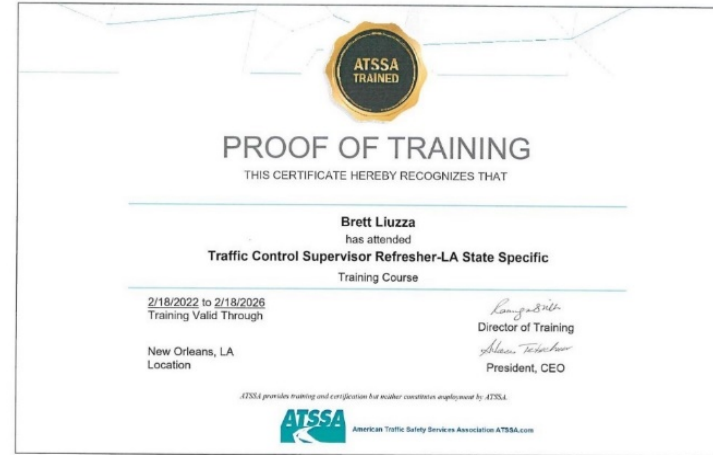 ATSSA
TRAINED
PROOF OF TRAINING
THIS CERTIFICATE HEREBY RECOGNIZES THAT
Brett Liuzza
has attended
Traffic Control Supervisor Refresher-LA State Specific
Training Course
2/18/2022 to 2/18/2026
Training Valid Through
Director of Training
New Orleans, LA
Location
President, CEO
ATSSA provides training and certification but neither constitutes employment by ATSSA.
ATSSA
American Traffic Safety Services Association ATSSA.com